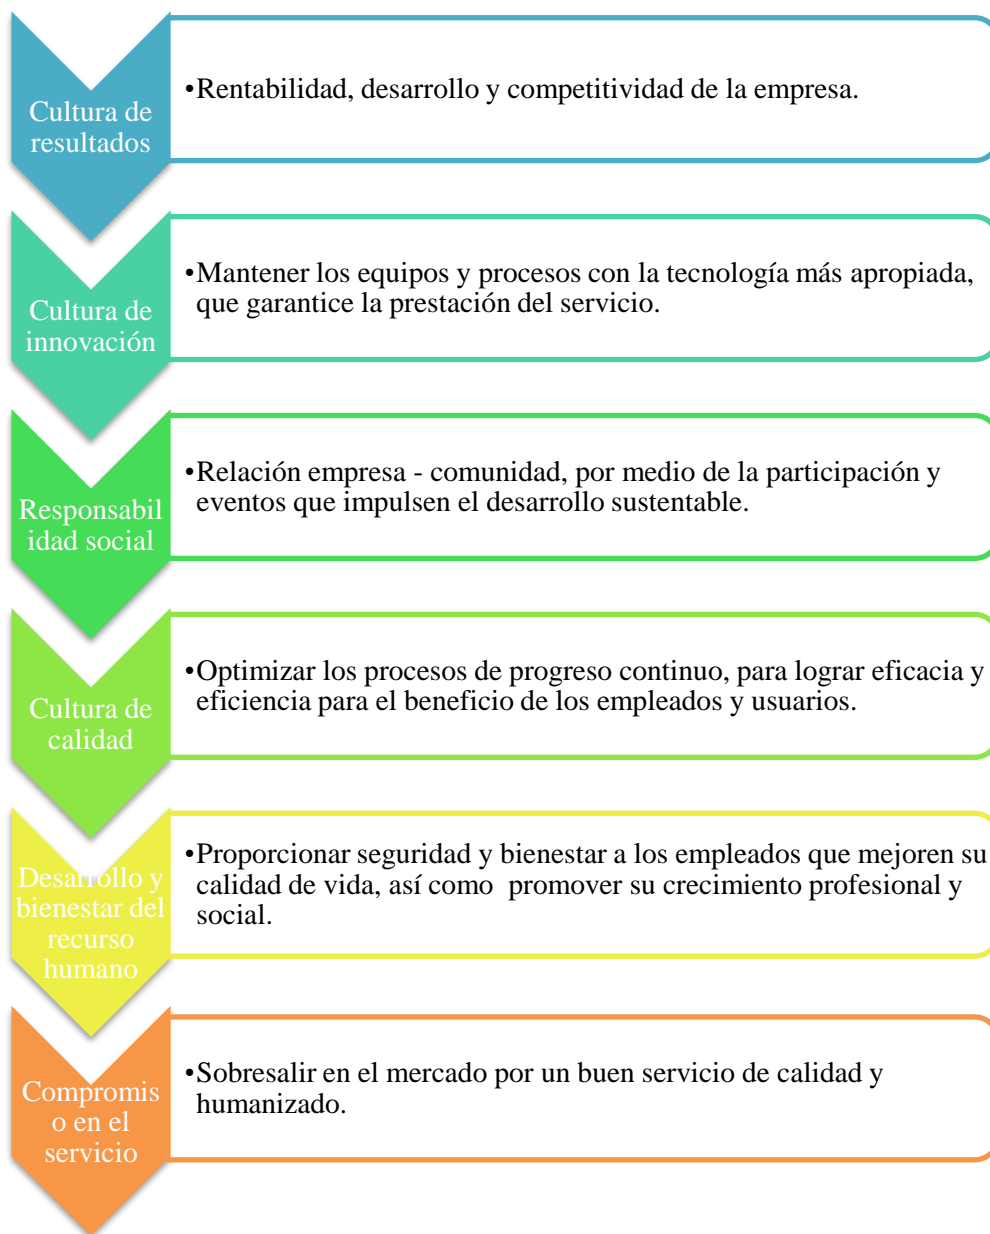 Cultura de
resultados
•Rentabilidad, desarrollo y competitividad de la empresa.
Cultura de
innovación
•Mantener los equipos y procesos con la tecnología más apropiada,
que garantice la prestación del servicio.
Responsabil
idad social
•Relación empresa - comunidad, por medio de la participación y
eventos que impulsen el desarrollo sustentable.
Cultura de
calidad
•Optimizar los procesos de progreso continuo, para lograr eficacia y
eficiencia para el beneficio de los empleados y usuarios.
Desarrollo y
bienestar del
recurso
humano
•Proporcionar seguridad y bienestar a los empleados que mejoren su
calidad de vida, así como  promover su crecimiento profesional y
social.
Compromis
o en el
servicio
•Sobresalir en el mercado por un buen servicio de calidad y
humanizado.